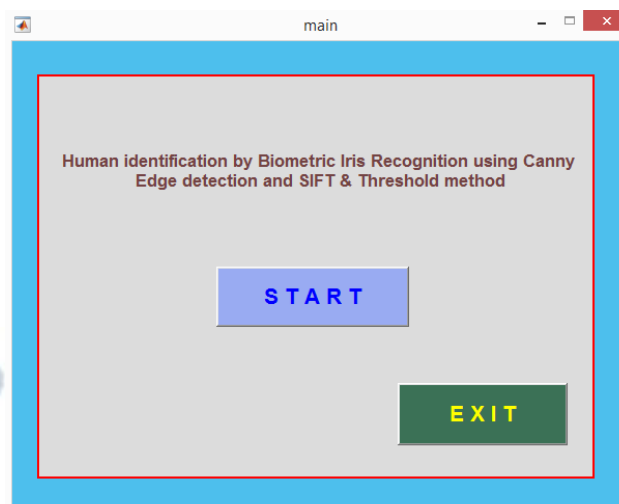 main
Human identification by Biometric Iris Recognition using Canny
Edge detection and SIFT & Threshold method
S T A R T
E X I T